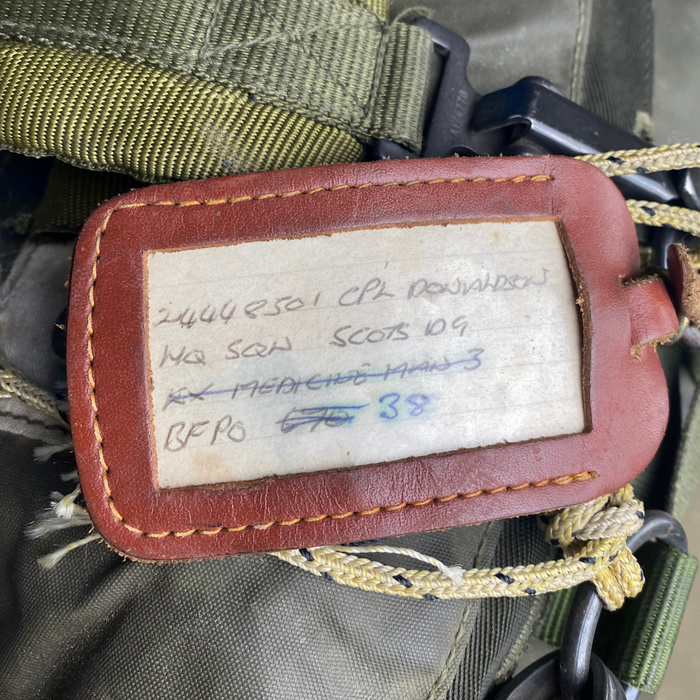 24448501 CPL DONALDSON
HQ SQN SCOTS DG
EX MEDICINE MAN 3
BFPO 38